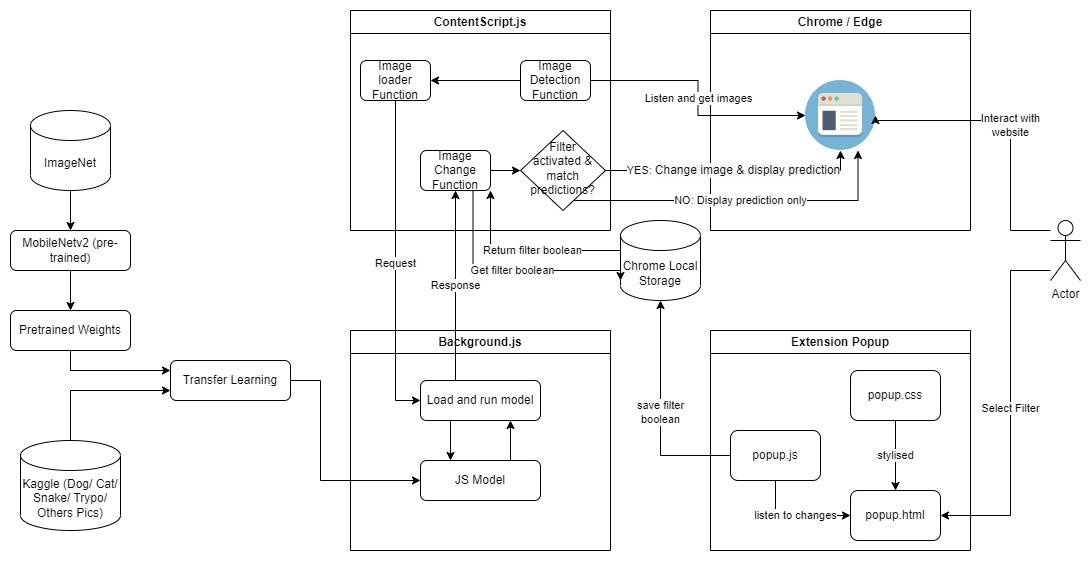 ContentScript.js
Chrome / Edge
Image
loader
Function
Image
Detection
Function
Listen and get images
Interact with
website
ImageNet
Image
Change
Function
Filter
activated &
match
predictions?
YES: Change image & display prediction
NO: Display prediction only
MobileNetv2 (pre-
trained)
Request
Return filter boolean
Get filter boolean
Response
Chrome Local
Storage
Actor
Pretrained Weights
Background.js
Extension Popup
Transfer Learning
Load and run model
save filter
boolean
popup.css
Select Filter
stylised
popup.js
JS Model
Kaggle (Dog/ Cat/
Snake/ Trypo/
Others Pics)
listen to changes
popup.html